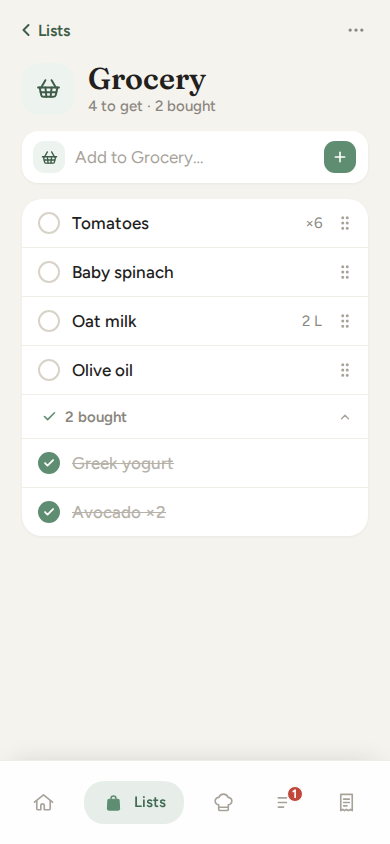 Lists
Grocery
4 to get · 2 bought
Add to Grocery...
Tomatoes ×6
Baby spinach
Oat milk 2 L
Olive oil
2 bought
Greek yogurt
Avocado ×2
Lists
1